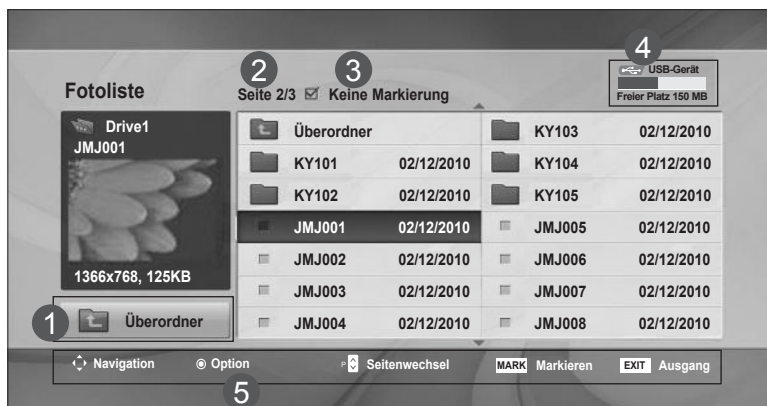 2
3
4
USB-Gerät
Fotoliste
Seite 2/3 Keine Markierung
Freier Platz 150 MB
Drive1
JMJ001
1366x768, 125KB
1
Überordner
Überordner
KY101 02/12/2010
KY102 02/12/2010
JMJ001 02/12/2010
JMJ002 02/12/2010
JMJ003 02/12/2010
JMJ004 02/12/2010
KY103 02/12/2010
KY104 02/12/2010
KY105 02/12/2010
JMJ005 02/12/2010
JMJ006 02/12/2010
JMJ007 02/12/2010
JMJ008 02/12/2010
Navigation Option P Seitenwechsel MARK Markieren EXIT Ausgang
5